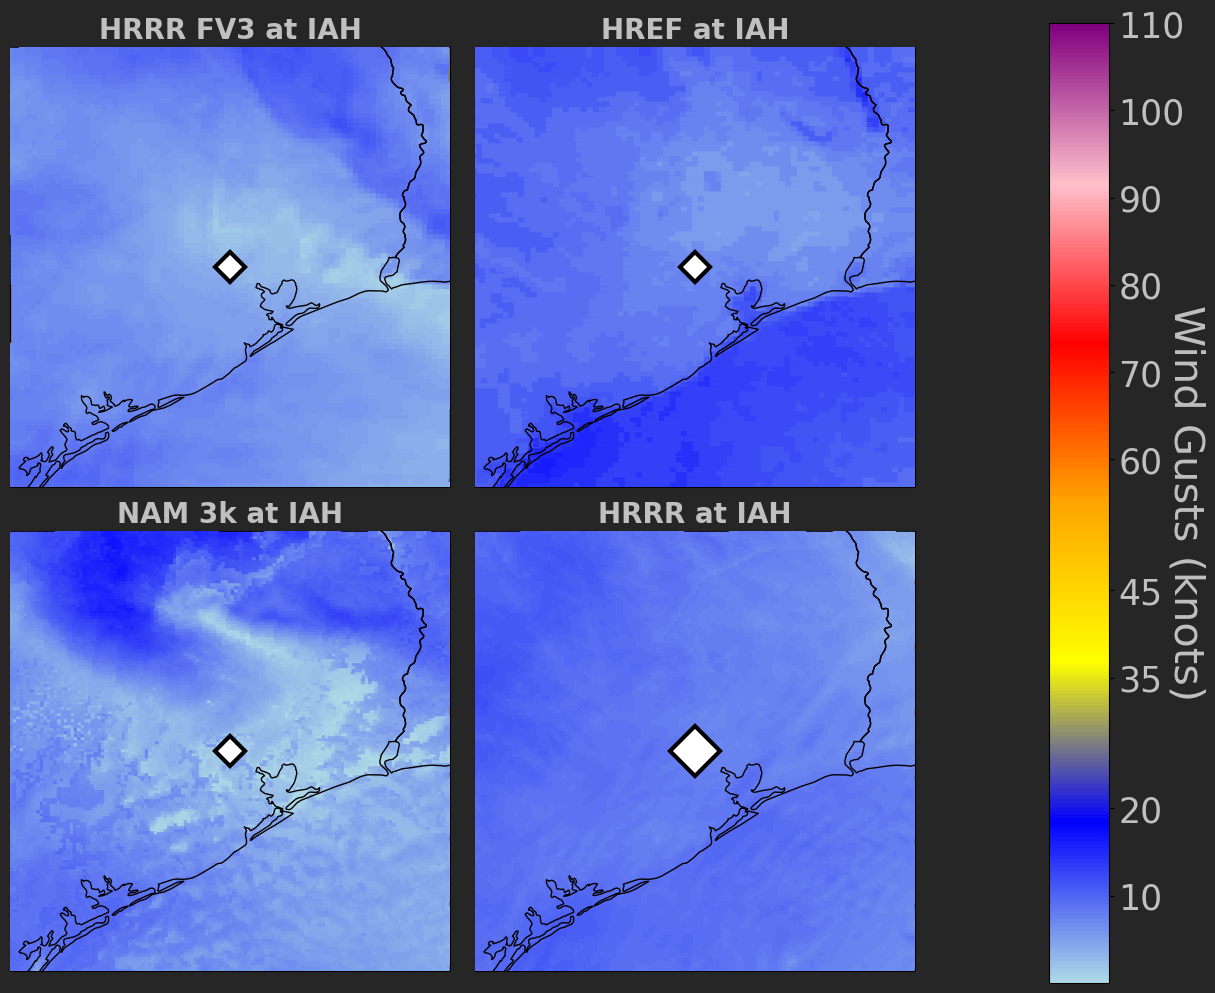 HRRR FV3 at IAH
HREF at IAH
NAM 3k at IAH
HRRR at IAH
110
100
90
80
70
60
45
35
20
10
Wind Gusts (knots)